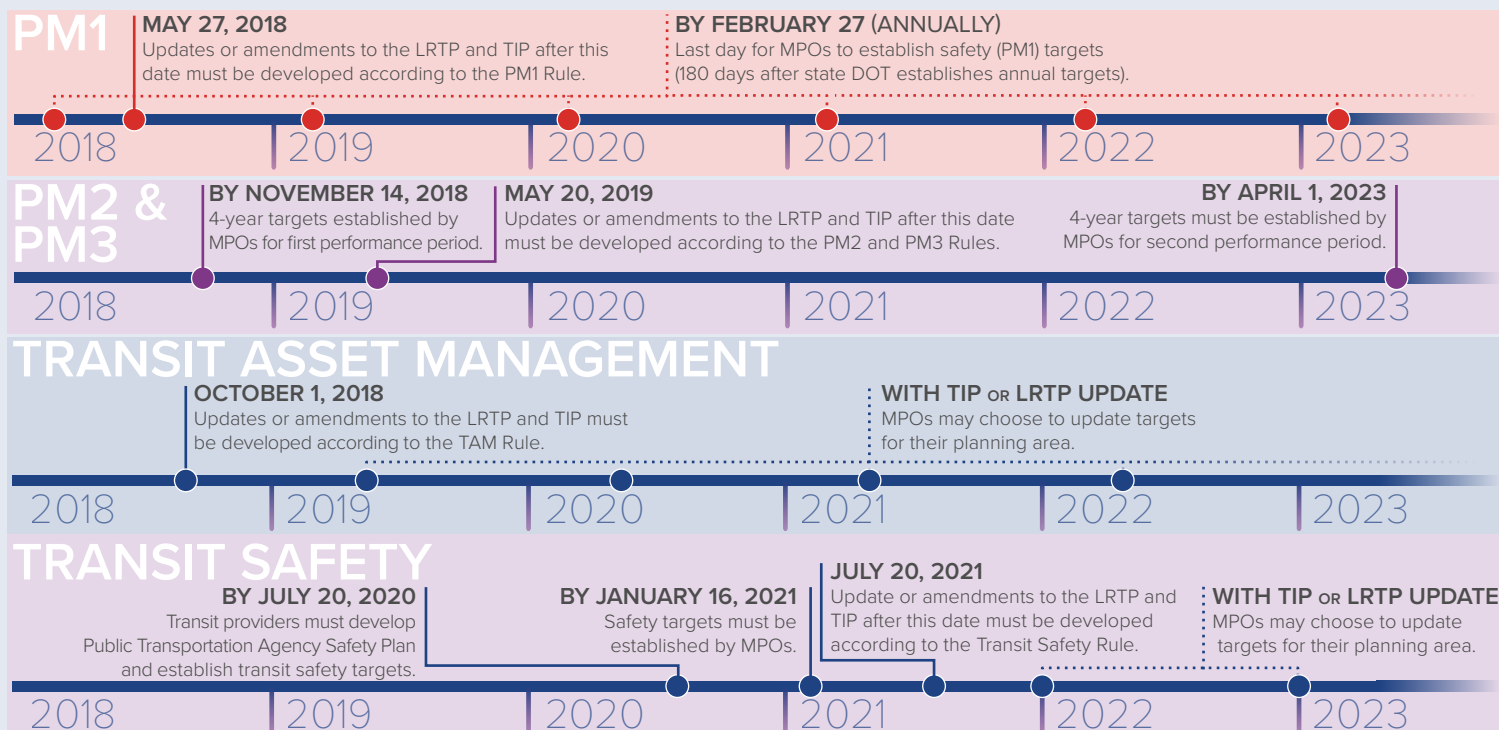 PM1
MAY 27, 2018
Updates or amendments to the LRTP and TIP after this
date must be developed according to the PM1 Rule.
BY FEBRUARY 27 (ANNUALLY)
Last day for MPOs to establish safety (PM1) targets
(180 days after state DOT establishes annual targets).
2018
2019
2020
2021
2022
2023
PM2 &
PM3
BY NOVEMBER 14, 2018
4-year targets established by
MPOs for first performance period.
MAY 20, 2019
Updates or amendments to the LRTP and TIP after this date
must be developed according to the PM2 and PM3 Rules.
BY APRIL 1, 2023
4-year targets must be established by
MPOs for second performance period.
2018
2019
2020
2021
2022
2023
TRANSIT ASSET MANAGEMENT
OCTOBER 1, 2018
Updates or amendments to the LRTP and TIP must
be developed according to the TAM Rule.
WITH TIP OR LRTP UPDATE
MPOs may choose to update targets
for their planning area.
2018
2019
2020
2021
2022
2023
TRANSIT SAFETY
BY JULY 20, 2020
Transit providers must develop
Public Transportation Agency Safety Plan
and establish transit safety targets.
BY JANUARY 16, 2021
Safety targets must be
established by MPOs.
JULY 20, 2021
Update or amendments to the LRTP and
TIP after this date must be developed
according to the Transit Safety Rule.
WITH TIP OR LRTP UPDATE
MPOs may choose to update
targets for their planning area.
2018
2019
2020
2021
2022
2023